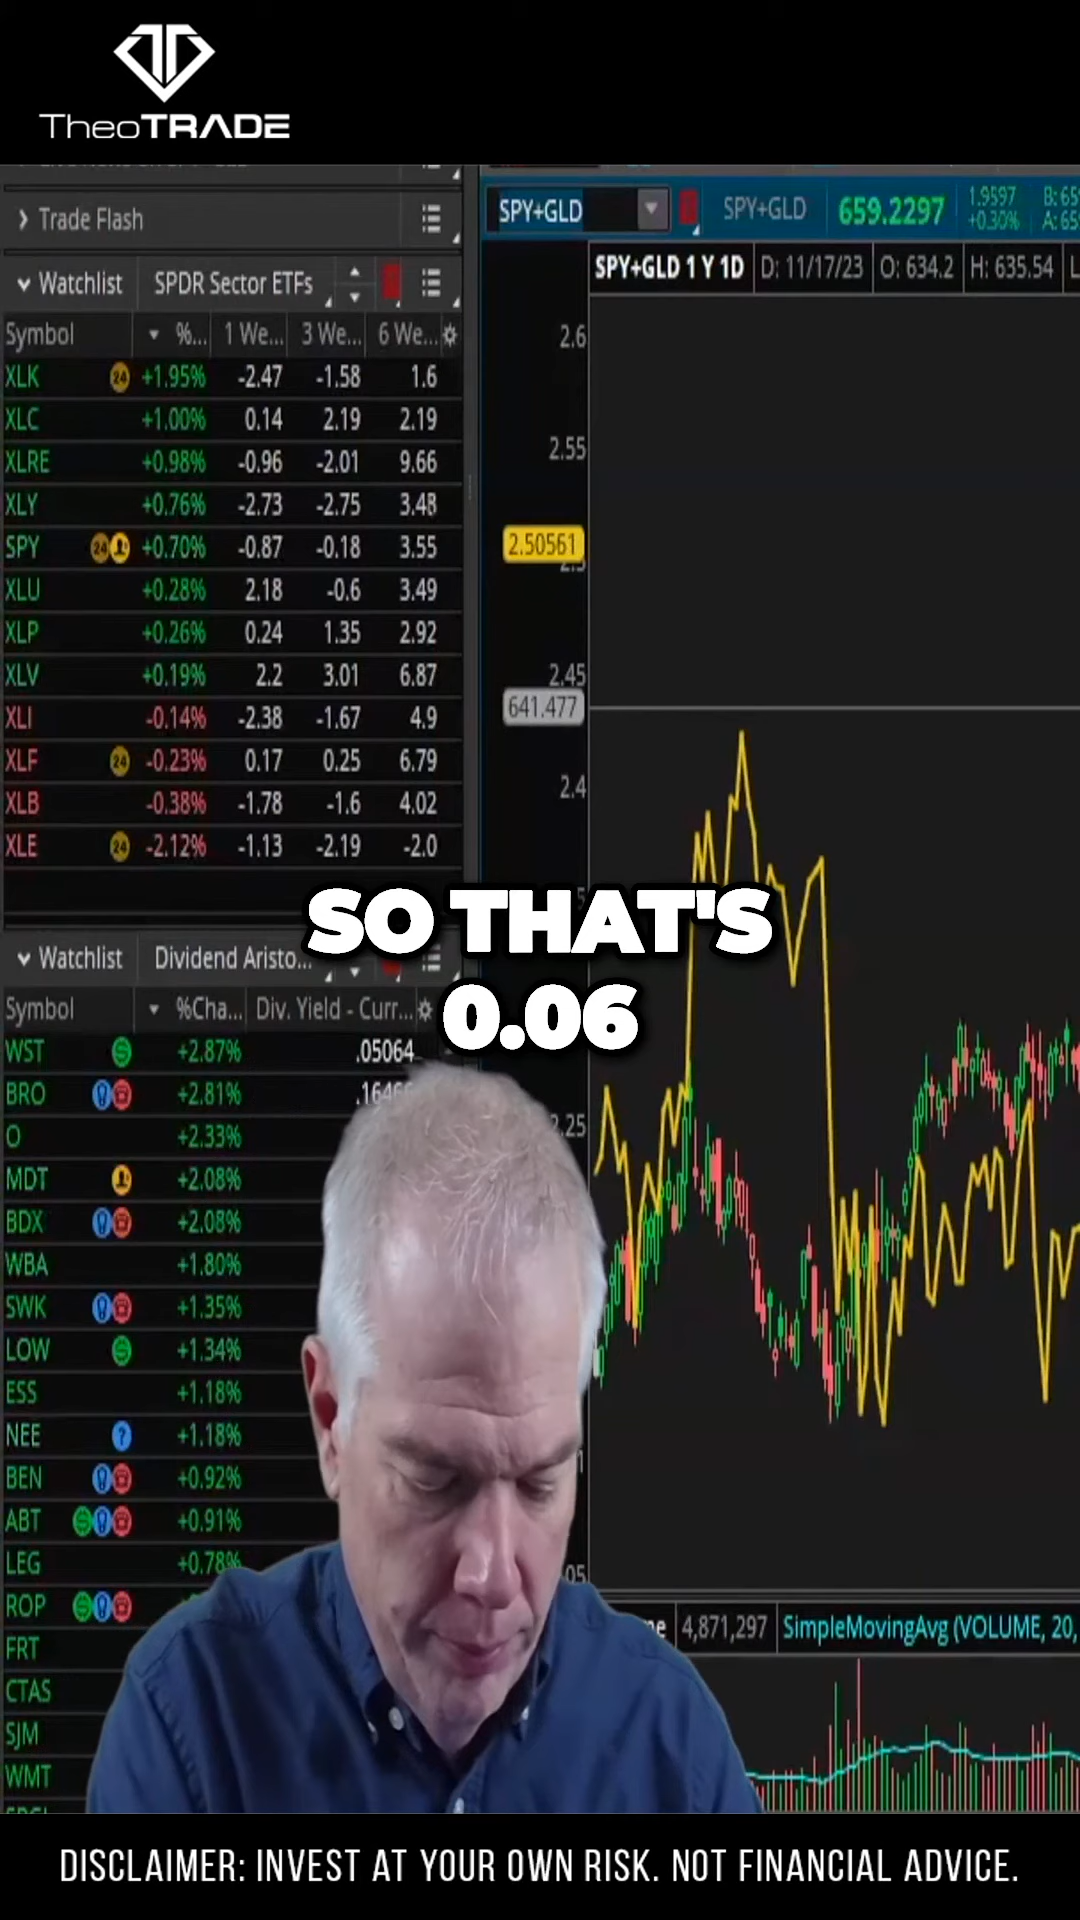 TheoTRADE
Trade Flash
SPY+GLD
SPY+GLD
659.2297
1.9597
+0.30%
B: 65
A: 65
Watchlist
SPDR Sector ETFs
SPY+GLD 1 Y 1D
D: 11/17/23
O: 634.2
H: 635.54
L
Symbol
%...
1 We...
3 We...
6 We...
XLK 24 +1.95% -2.47 -1.58 1.6
XLC +1.00% 0.14 2.19 2.19
XLRE +0.98% -0.96 -2.01 9.66
XLY +0.76% -2.73 -2.75 3.48
SPY 24 +0.70% -0.87 -0.18 3.55
XLU +0.28% 2.18 -0.6 3.49
XLP +0.26% 0.24 1.35 2.92
XLV +0.19% 2.2 3.01 6.87
XLI -0.14% -2.38 -1.67 4.9
XLF 24 -0.23% 0.17 0.25 6.79
XLB -0.38% -1.78 -1.6 4.02
XLE 24 -2.12% -1.13 -2.19 -2.0
2.6
2.55
2.50561
2.45
641.477
2.4
SO THAT'S
0.06
Watchlist
Dividend Aristo...
Symbol
%Cha...
Div. Yield - Curr...
WST +2.87% .05064
BRO +2.81%
O +2.33%
MDT +2.08%
BDX +2.08%
WBA +1.80%
SWK +1.35%
LOW +1.34%
ESS +1.18%
NEE ? +1.18%
BEN +0.92%
ABT +0.91%
LEG +0.78%
ROP
FRT
CTAS
SJM
WMT
4,871,297
SimpleMovingAvg (VOLUME, 20,
DISCLAIMER: INVEST AT YOUR OWN RISK. NOT FINANCIAL ADVICE.